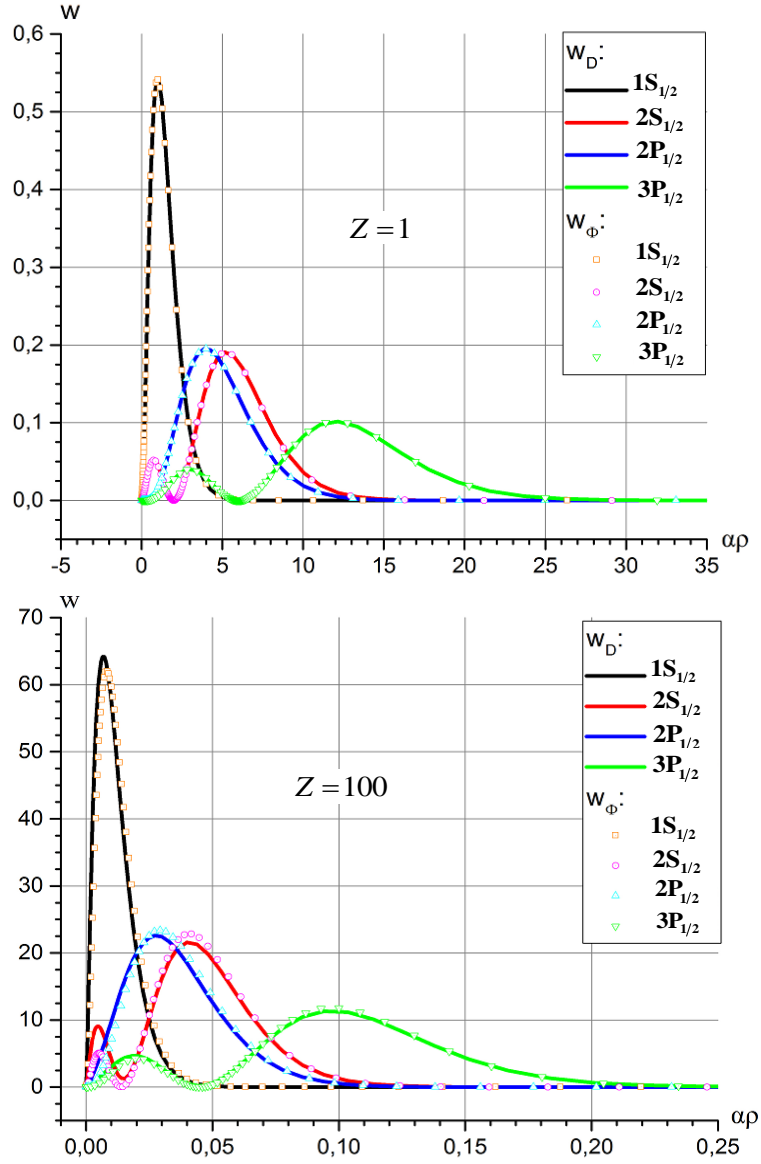 w
0,6
0,5
0,4
0,3
0,2
0,1
0,0
-5
0
5
10
15
20
25
30
35
αρ
Z = 1
w_D:
1S_{1/2}
2S_{1/2}
2P_{1/2}
3P_{1/2}
w_Φ:
1S_{1/2}
2S_{1/2}
2P_{1/2}
3P_{1/2}
w
70
60
50
40
30
20
10
0
0,00
0,05
0,10
0,15
0,20
0,25
αρ
Z = 100
w_D:
1S_{1/2}
2S_{1/2}
2P_{1/2}
3P_{1/2}
w_Φ:
1S_{1/2}
2S_{1/2}
2P_{1/2}
3P_{1/2}